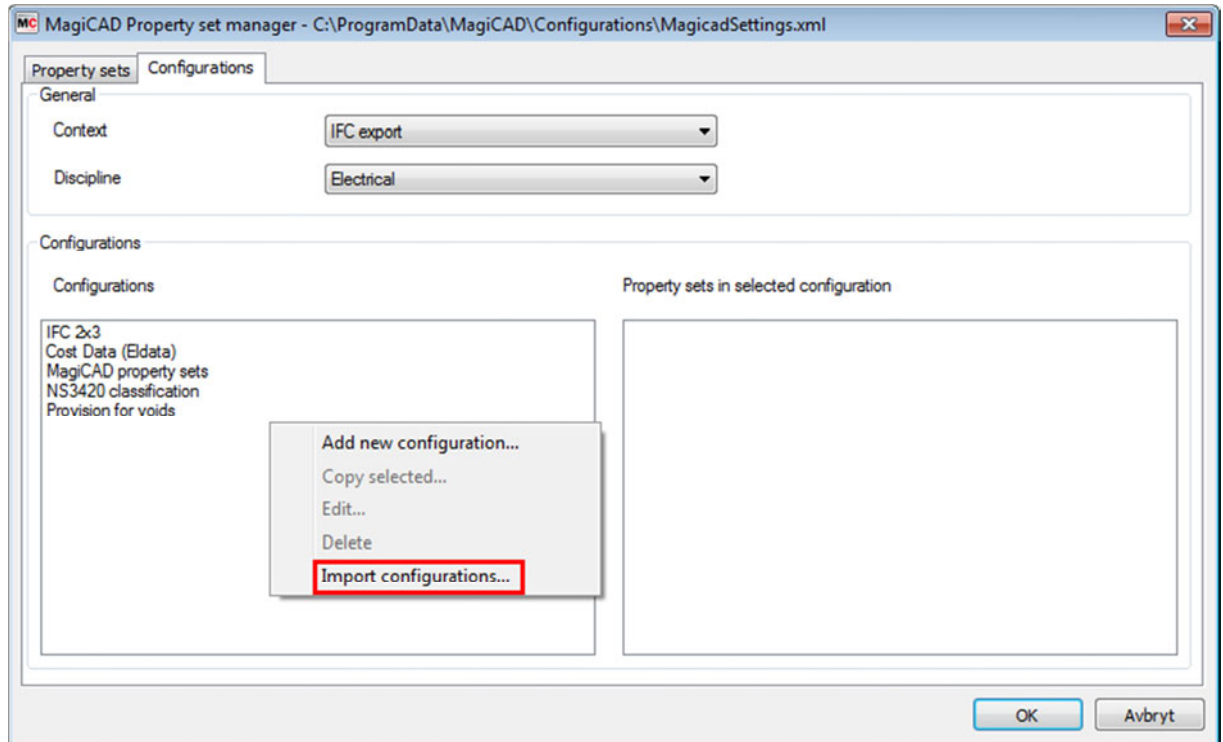 MC MagiCAD Property set manager - C:\ProgramData\MagiCAD\Configurations\MagicadSettings.xml
Property sets Configurations
General
Context IFC export
Discipline Electrical
Configurations
Configurations Property sets in selected configuration
IFC 2x3
Cost Data (Eldata)
MagiCAD property sets
NS3420 classification
Provision for voids
Add new configuration...
Copy selected...
Edit...
Delete
Import configurations...
OK Avbryt